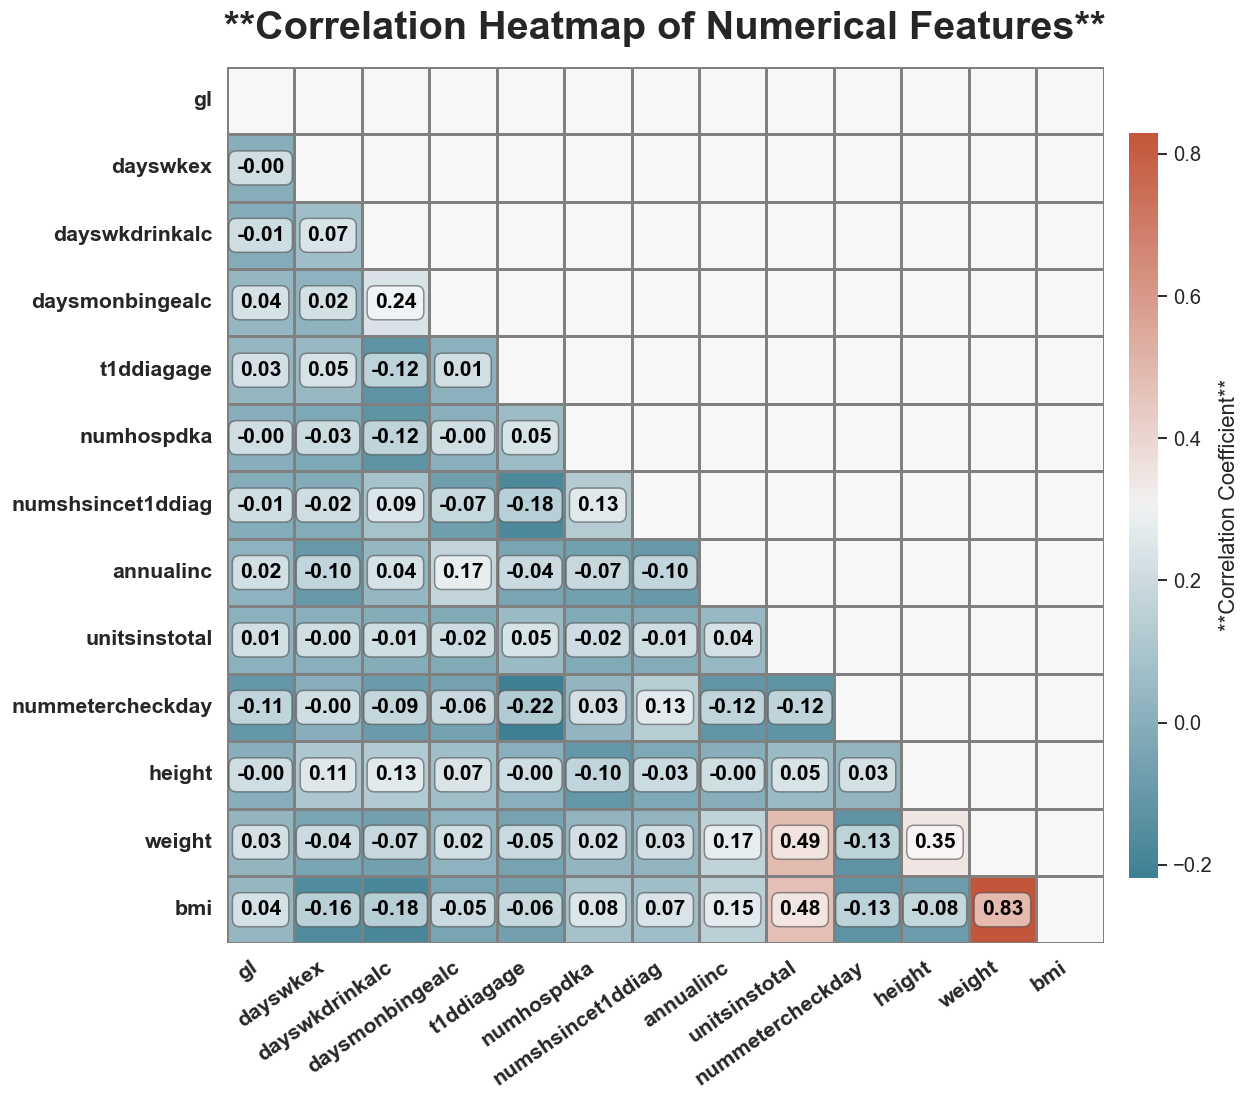 **Correlation Heatmap of Numerical Features**
gl
dayswkex
-0.00
dayswkdrinkalc
-0.01 0.07
daysmonbingealc
0.04 0.02 0.24
t1ddiagage
0.03 0.05 -0.12 0.01
numhospdka
-0.00 -0.03 -0.12 -0.00 0.05
numshsincet1ddiag
-0.01 -0.02 0.09 -0.07 -0.18 0.13
annualinc
0.02 -0.10 0.04 0.17 -0.04 -0.07 -0.10
unitsinstotal
0.01 -0.00 -0.01 -0.02 0.05 -0.02 -0.01 0.04
nummetercheckday
-0.11 -0.00 -0.09 -0.06 -0.22 0.03 0.13 -0.12 -0.12
height
-0.00 0.11 0.13 0.07 -0.00 -0.10 -0.03 -0.00 0.05 0.03
weight
0.03 -0.04 -0.07 0.02 -0.05 0.02 0.03 0.17 0.49 -0.13 0.35
bmi
0.04 -0.16 -0.18 -0.05 -0.06 0.08 0.07 0.15 0.48 -0.13 -0.08 0.83
gl
dayswkex
dayswkdrinkalc
daysmonbingealc
t1ddiagage
numhospdka
numshsincet1ddiag
annualinc
unitsinstotal
nummetercheckday
height
weight
bmi
0.8
0.6
0.4
0.2
0.0
−0.2
**Correlation Coefficient**